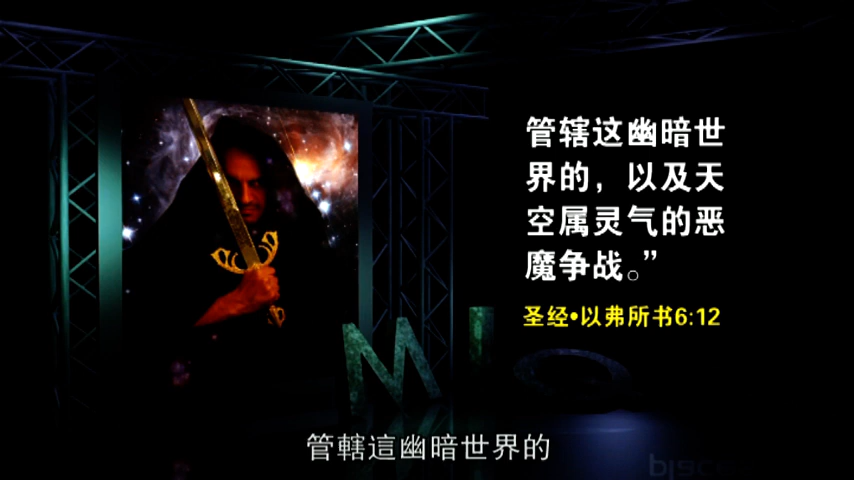 管辖这幽暗世
界的，以及天
空属灵气的恶
魔争战。”
圣经•以弗所书6:12
M
管轄這幽暗世界的